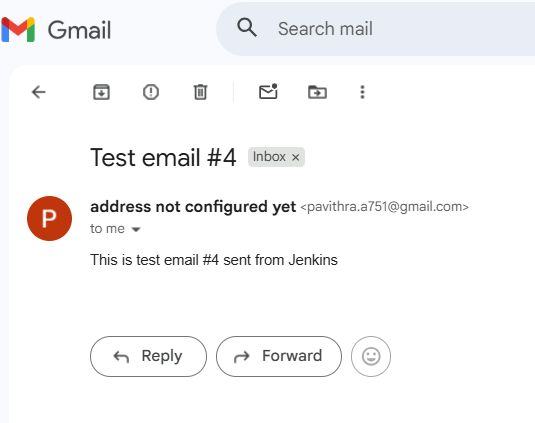 Gmail
Search mail
Test email #4 Inbox ×
P
address not configured yet <pavithra.a751@gmail.com>
to me
This is test email #4 sent from Jenkins
Reply Forward